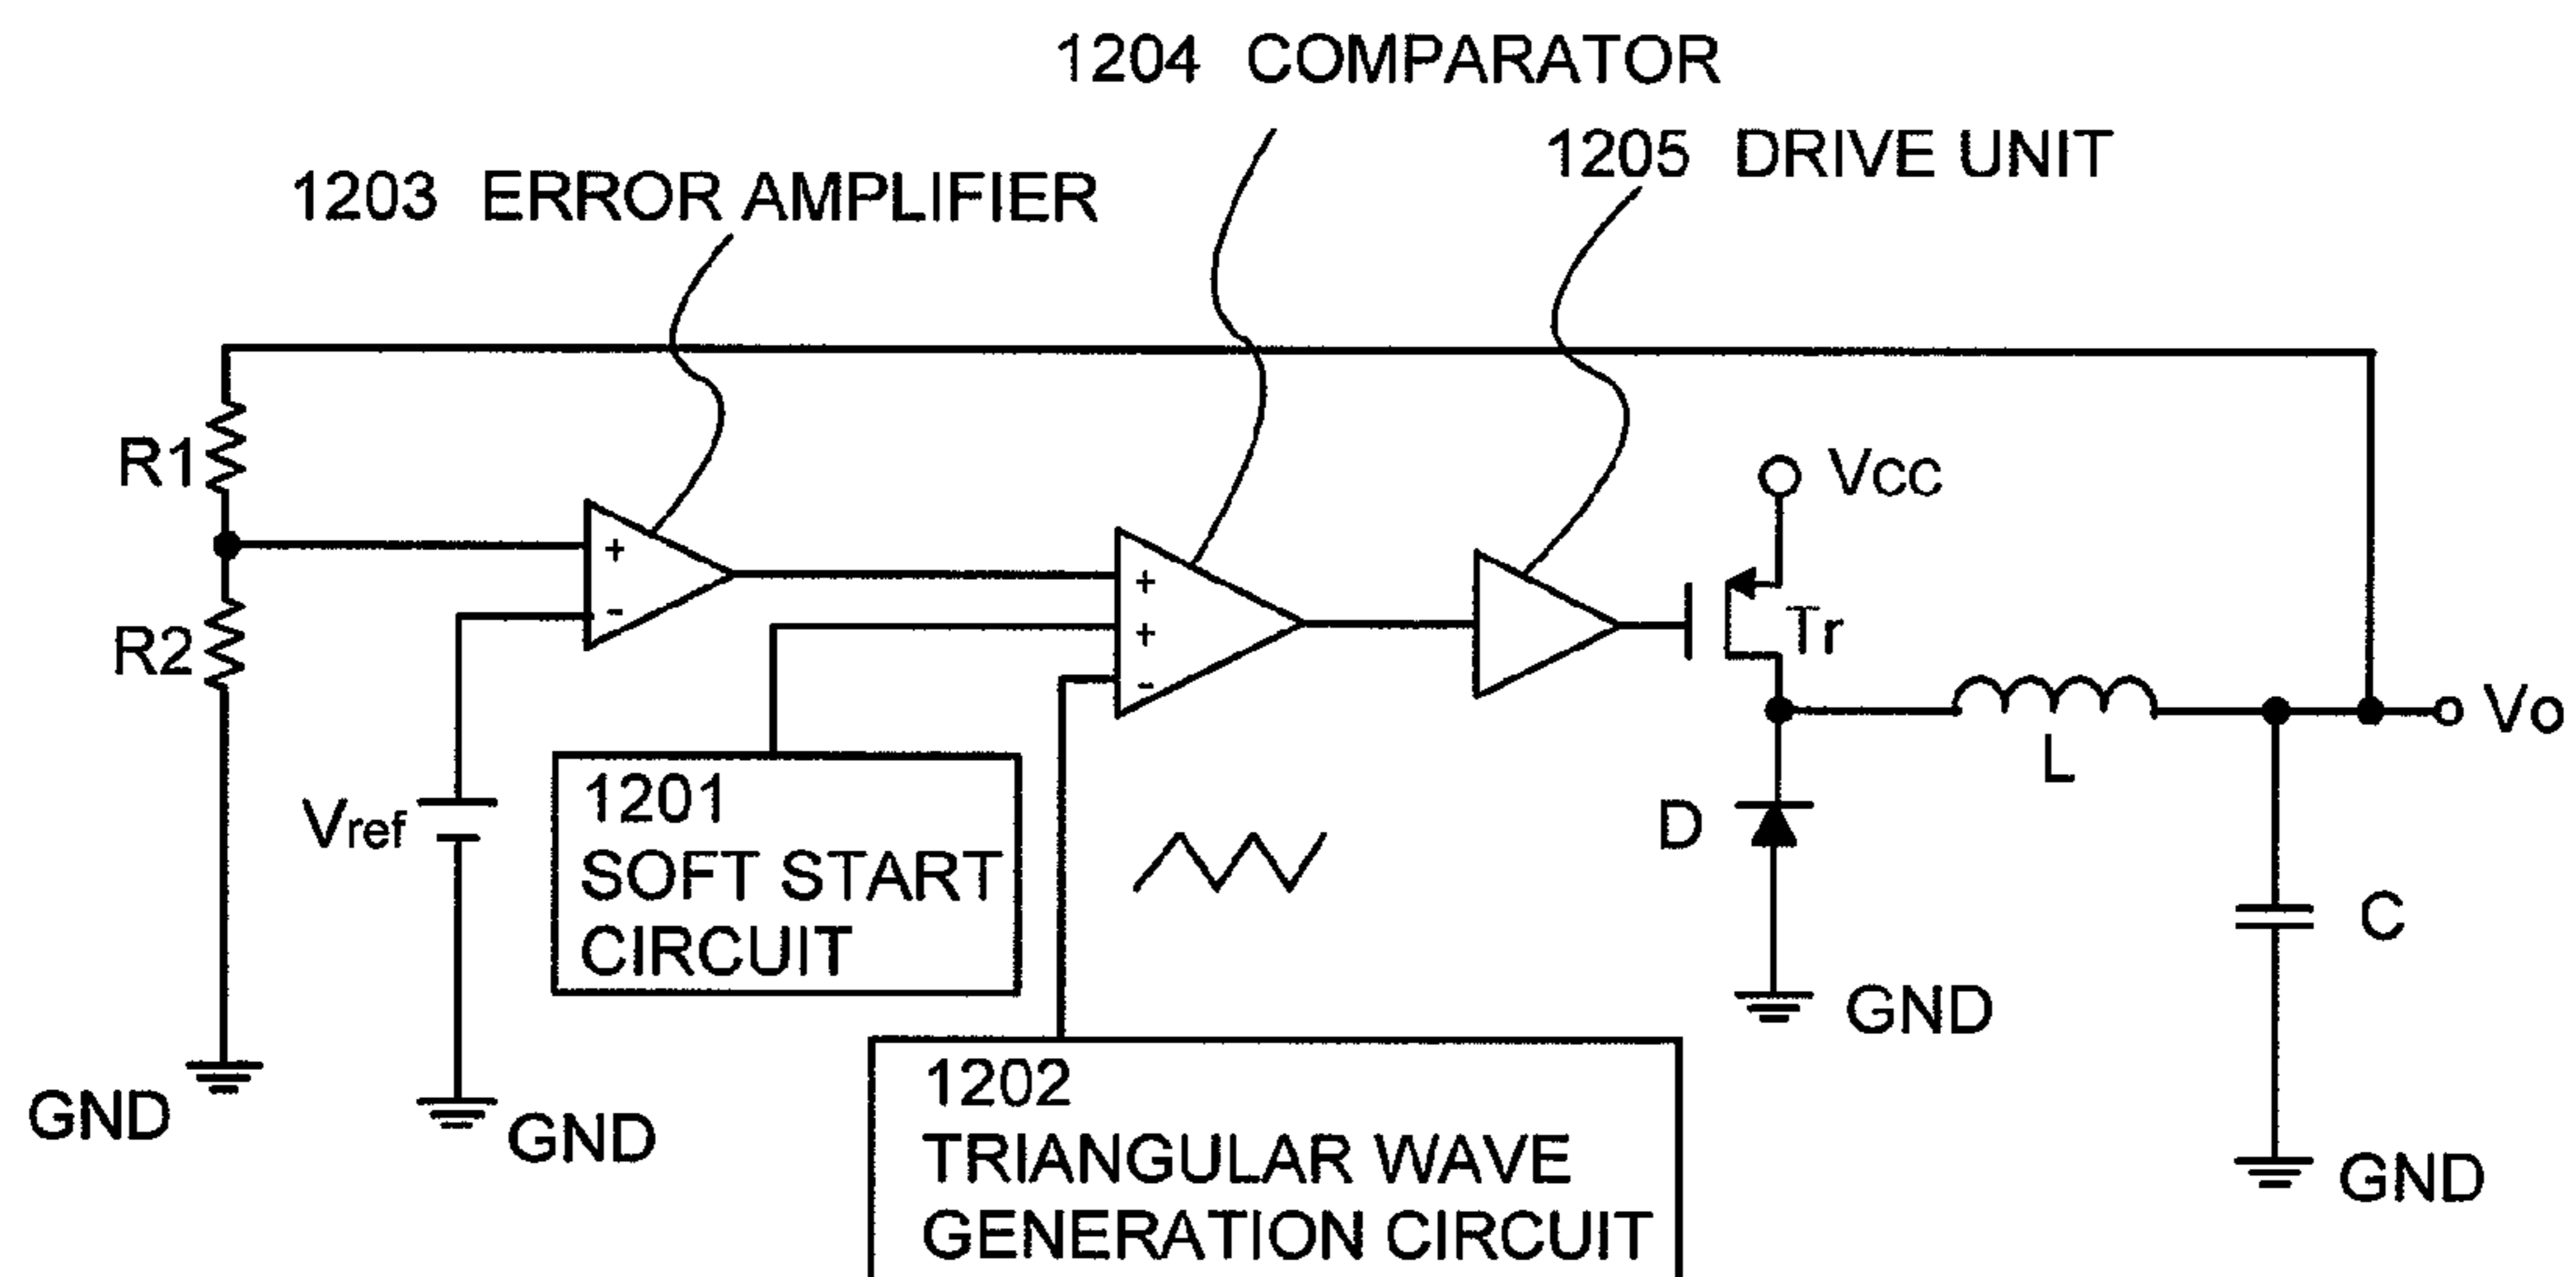 1204 COMPARATOR
1205 DRIVE UNIT
1203 ERROR AMPLIFIER
R1
+
-
R2
+
+
-
Vcc
Tr
Vo
L
Vref
1201
SOFT START
CIRCUIT
D
C
GND
GND
GND
GND
1202
TRIANGULAR WAVE
GENERATION CIRCUIT